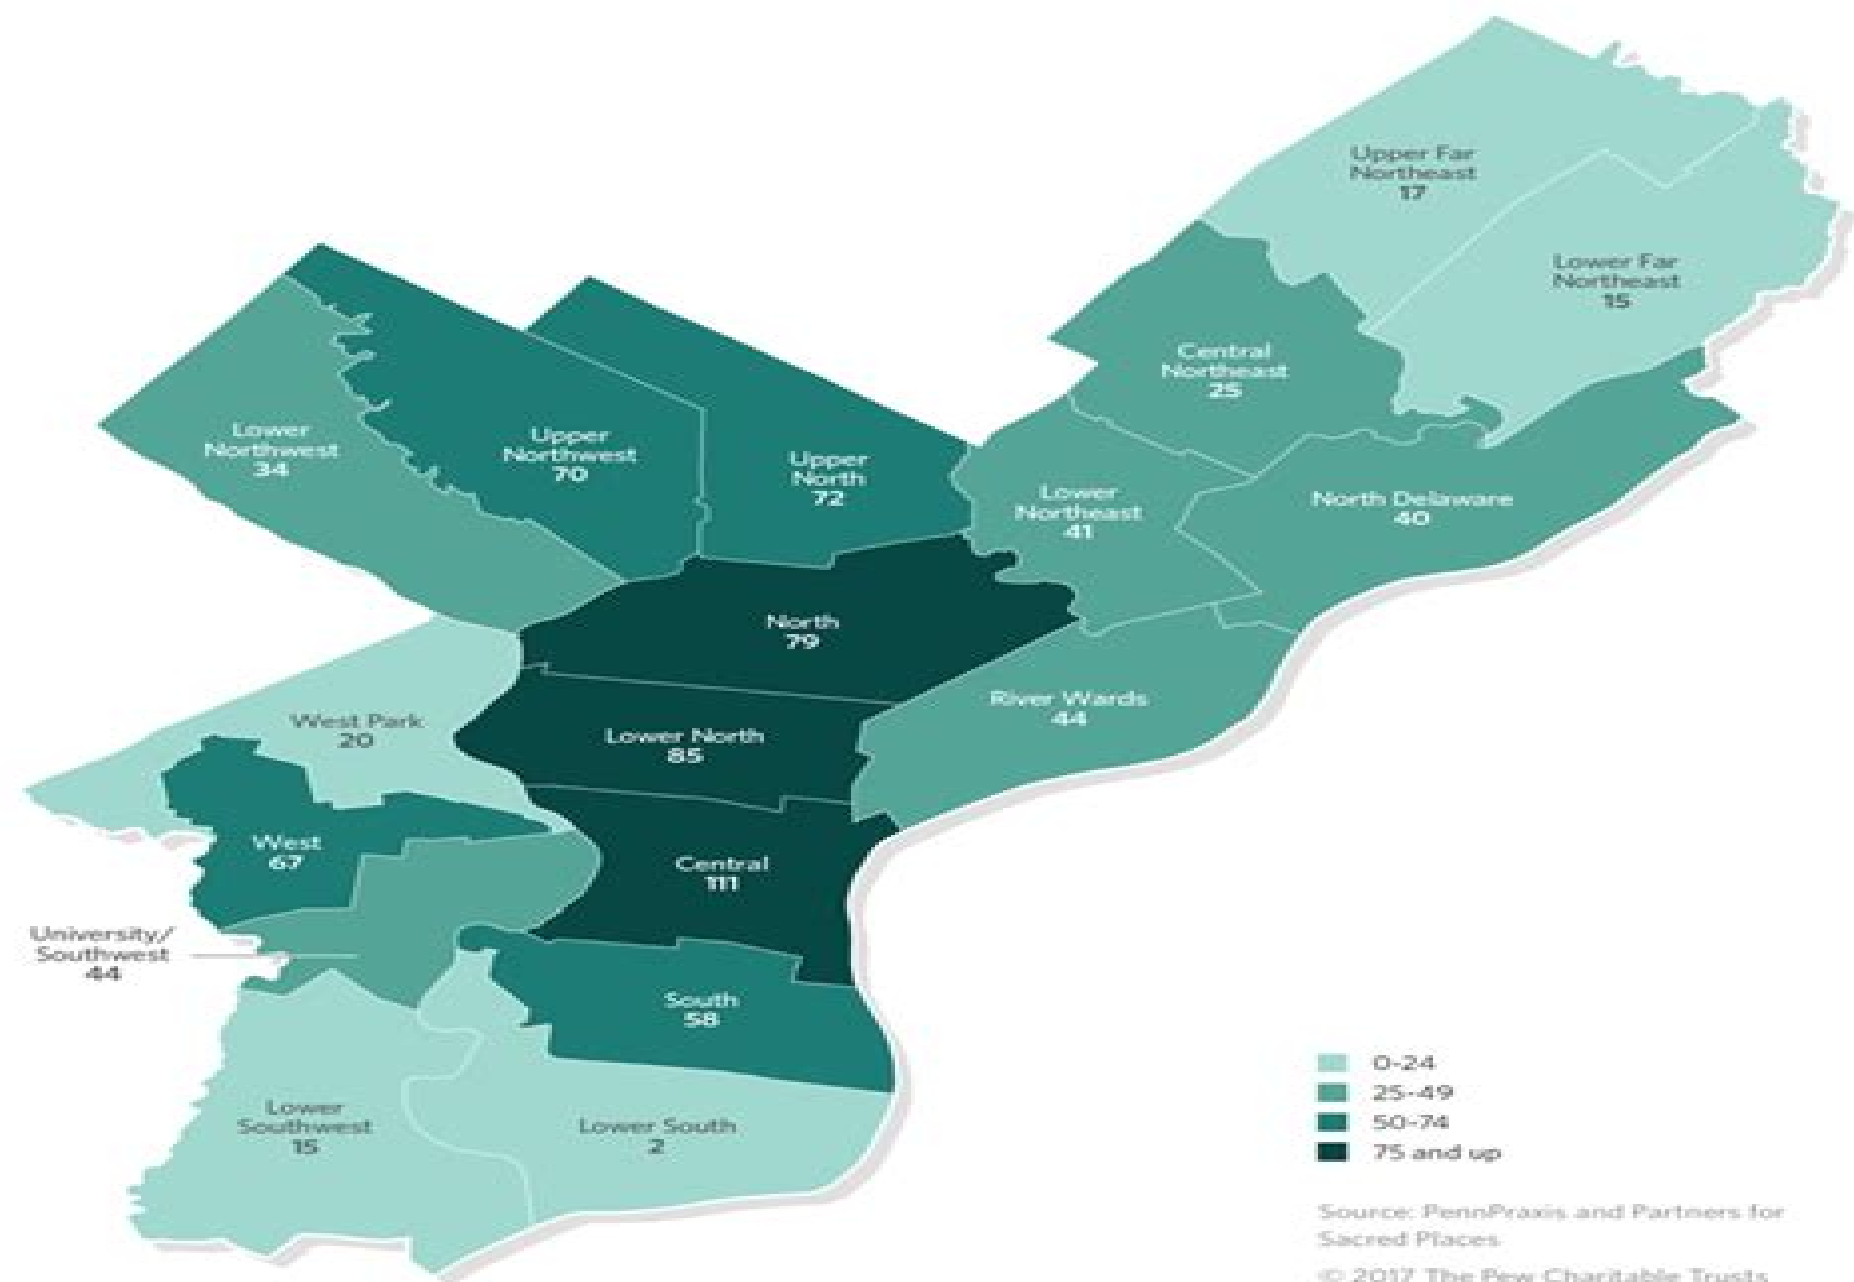 Upper Far
Northeast
17
Lower Far
Northeast
15
Central
Northeast
25
Lower
Northwest
34
Upper
Northwest
70
Upper
North
72
Lower
Northeast
41
North Delaware
40
North
79
River Wards
44
West Park
20
Lower North
85
West
67
Central
111
University/
Southwest
44
South
58
Lower
Southwest
15
Lower South
2
0-24
25-49
50-74
75 and up
Source: PennPraxis and Partners for
Sacred Places
© 2017 The Pew Charitable Trusts